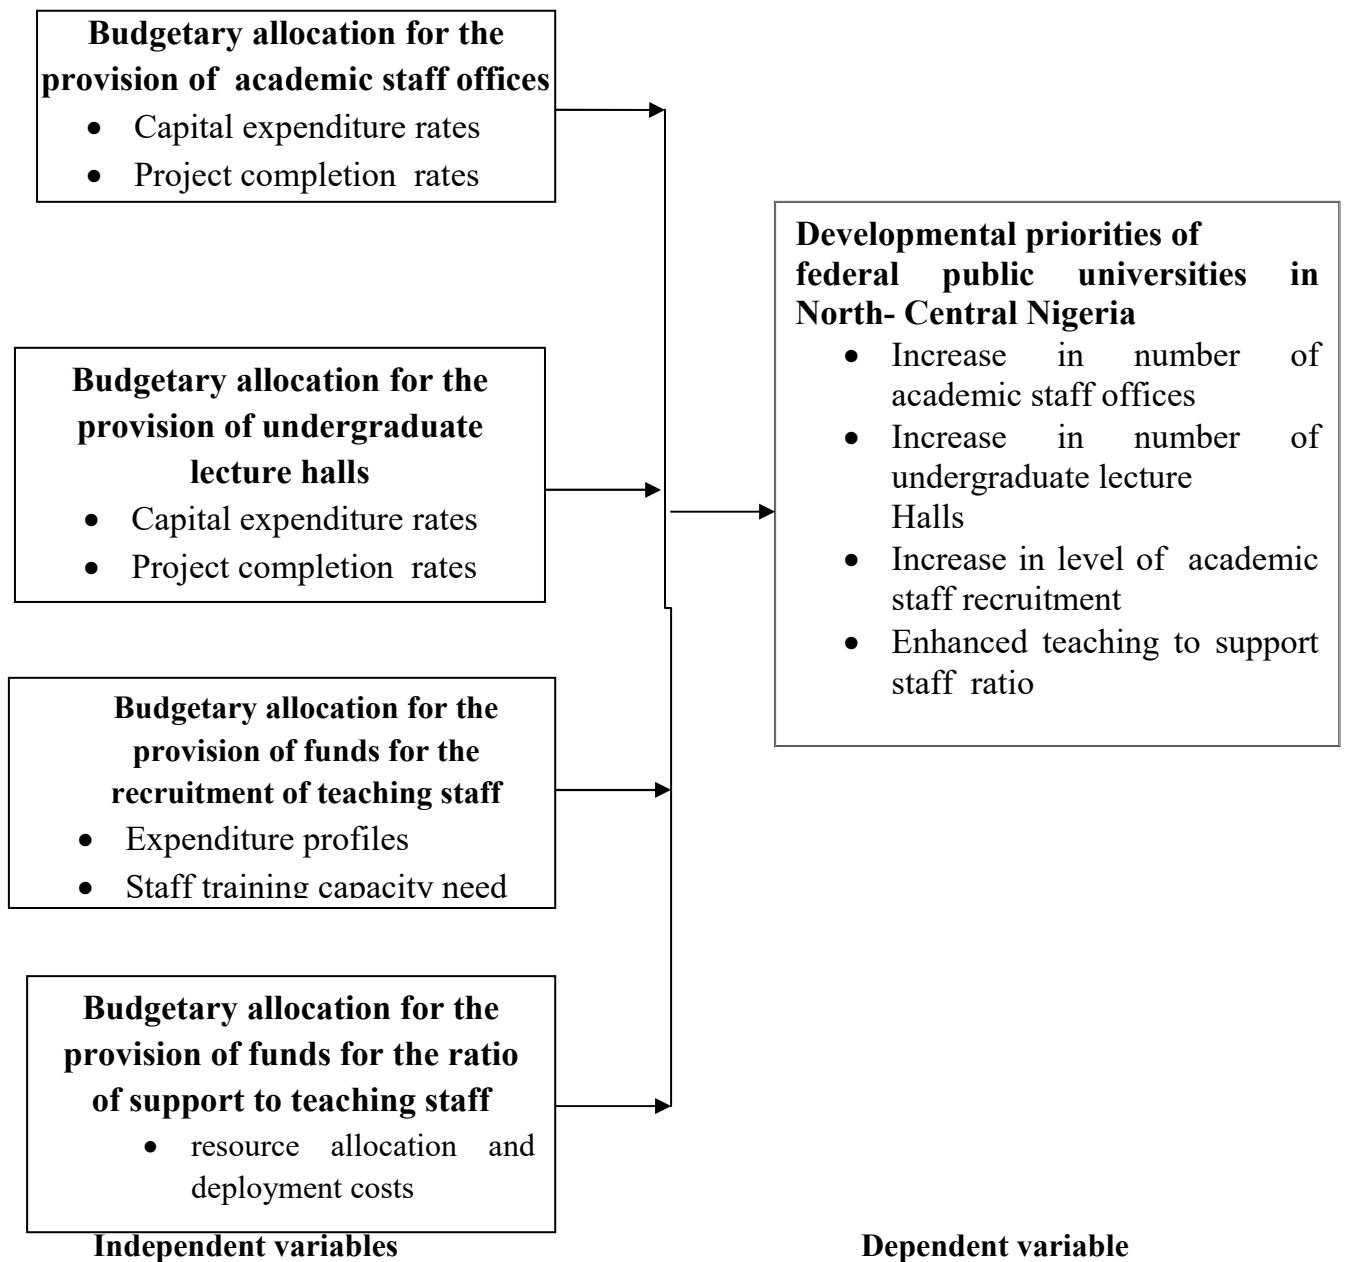 Budgetary allocation for the
provision of academic staff offices
• Capital expenditure rates
• Project completion rates
Budgetary allocation for the
provision of undergraduate
lecture halls
• Capital expenditure rates
• Project completion rates
Budgetary allocation for the
provision of funds for the
recruitment of teaching staff
• Expenditure profiles
• Staff training capacity need
Budgetary allocation for the
provision of funds for the ratio
of support to teaching staff
• resource allocation and
deployment costs
Independent variables
Developmental priorities of
federal public universities in
North- Central Nigeria
• Increase in number of
academic staff offices
• Increase in number of
undergraduate lecture
Halls
• Increase in level of academic
staff recruitment
• Enhanced teaching to support
staff ratio
Dependent variable